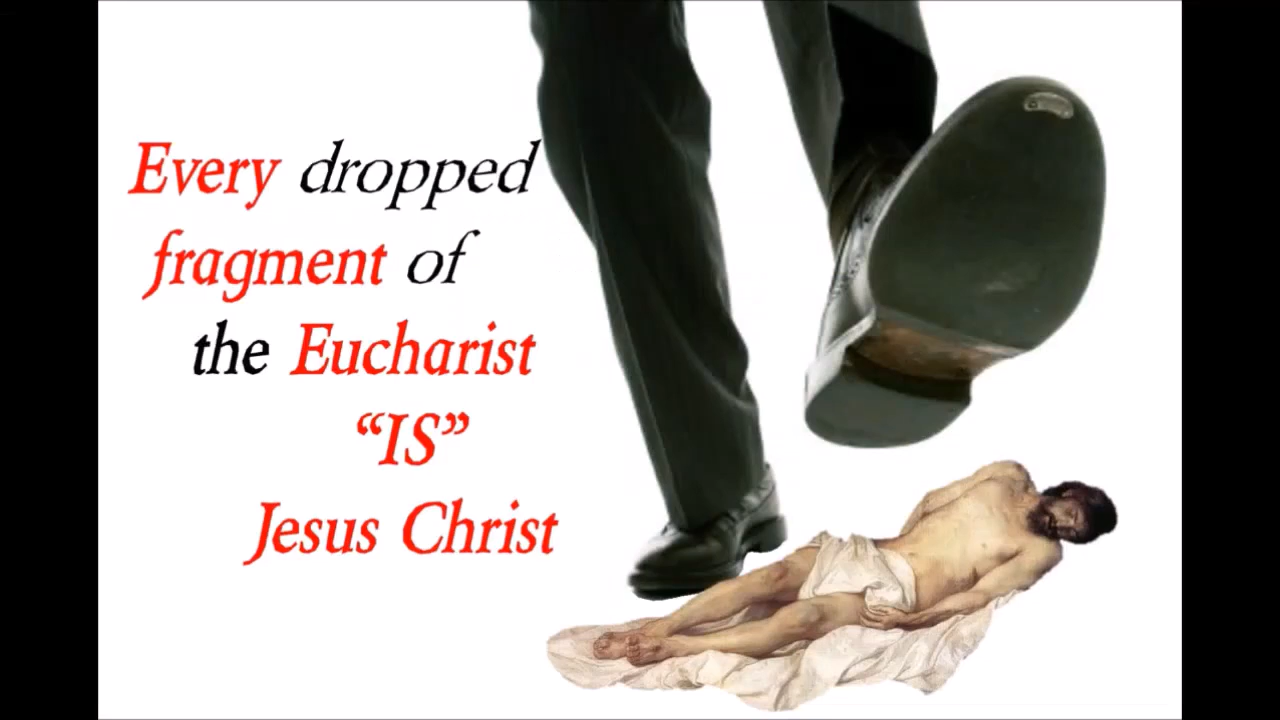 Every dropped
fragment of
the Eucharist
“IS”
Jesus Christ